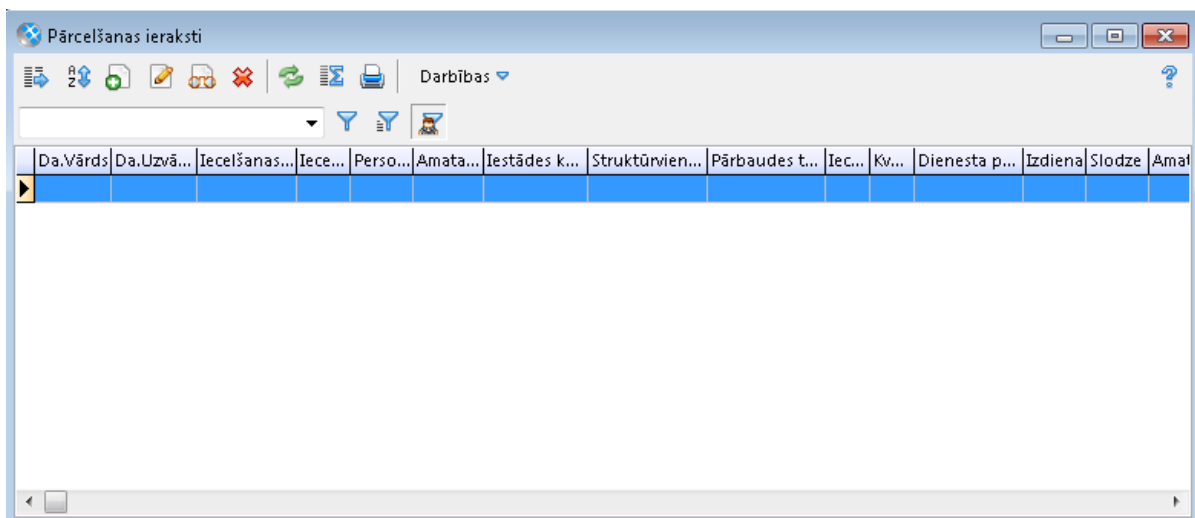 Pārcelšanas ieraksti
Darbības
Da.Vārds Da.Uzvā... Iecelšanas... Iece... Perso... Amata... Iestādes k... Struktūrvien... Pārbaudes t... Iec... Kv... Dienesta p... Izdiena Slodze Amat